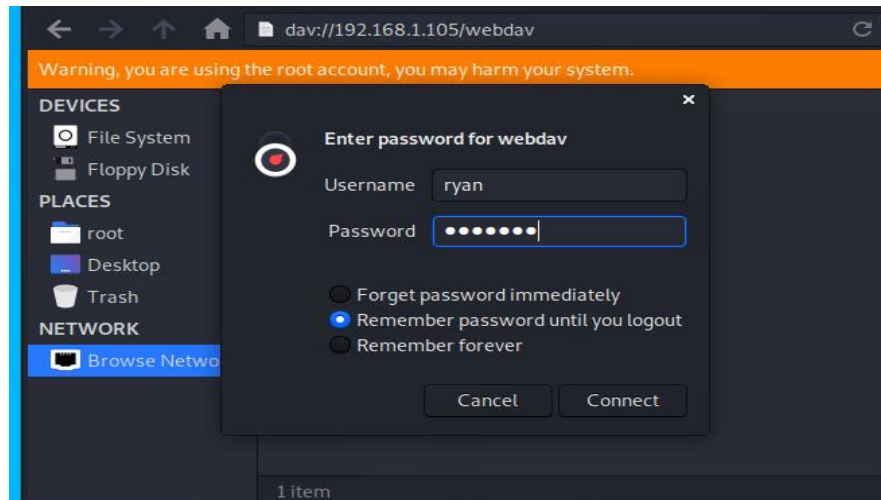 dav://192.168.1.105/webdav
Warning, you are using the root account, you may harm your system.
DEVICES
File System
Floppy Disk
PLACES
root
Desktop
Trash
NETWORK
Browse Netwo
Enter password for webdav
Username ryan
Password ●●●●●●●
Forget password immediately
Remember password until you logout
Remember forever
Cancel Connect
1 item